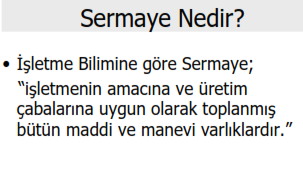 Sermaye Nedir?
• İşletme Bilimine göre Sermaye;
“işletmenin amacına ve üretim
çabalarına uygun olarak toplanmış
bütün maddi ve manevi varlıklardır.”